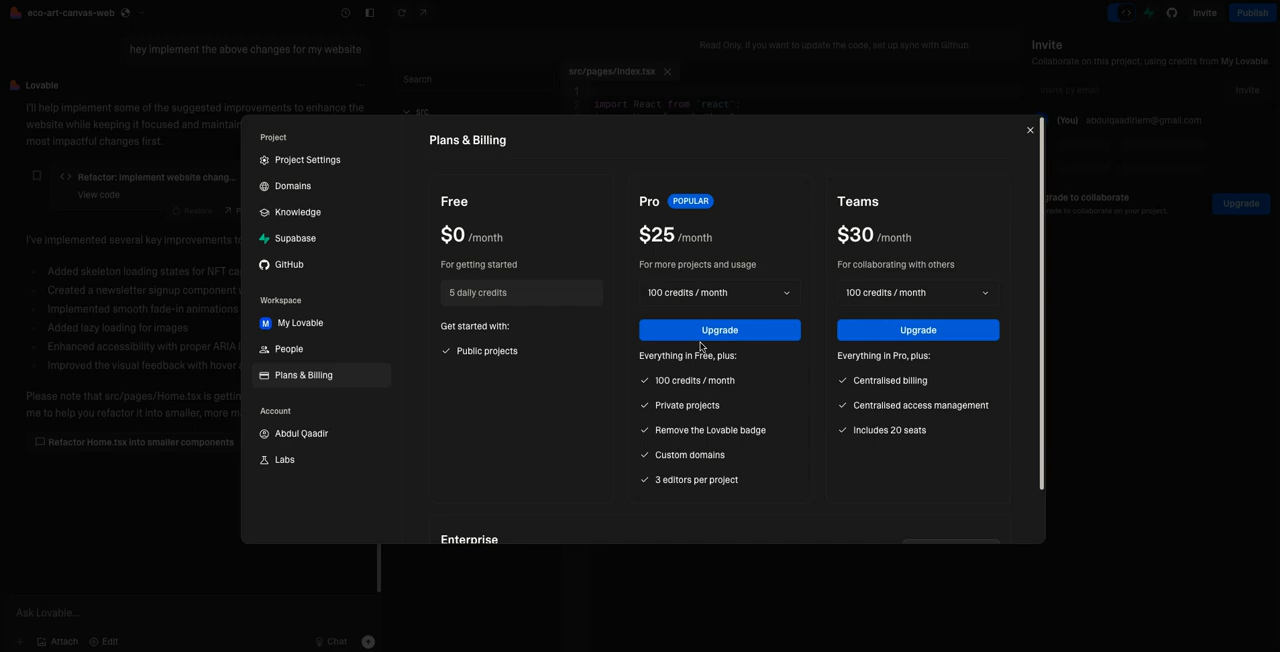 eco-art-canvas-web
Invite
Publish
hey implement the above changes for my website
Read Only. If you want to update the code, set up sync with Github.
Invite
Collaborate on this project, using credits from My Lovable.
Search
src/pages/Index.tsx
Lovable
Invite by email
Invite
1
import React from 'react';
I'll help implement some of the suggested improvements to enhance the
website while keeping it focused and
most impactful changes first.
src
(You) abdulqaadiriem@gmail.com
Refactor: Implement website chang...
View code
Restore
grade to collaborate
grade to collaborate on your project.
Upgrade
I've implemented several key improvements
Added skeleton loading states for NFT
Created a newsletter signup component
Implemented smooth fade-in animations
Added lazy loading for images
Enhanced accessibility with proper ARIA
Improved the visual feedback with hover
Please note that src/pages/Home.tsx is
me to help you refactor it into smaller,
Refactor Home.tsx into smaller components
Ask Lovable...
Attach
Edit
Chat
Project
Project Settings
Domains
Knowledge
Supabase
GitHub
Workspace
M My Lovable
People
Plans & Billing
Account
Abdul Qaadir
Labs
Plans & Billing
Free
$0 /month
For getting started
5 daily credits
Get started with:
Public projects
Pro POPULAR
$25 /month
For more projects and usage
100 credits / month
Upgrade
Everything in Free, plus:
100 credits / month
Private projects
Remove the Lovable badge
Custom domains
3 editors per project
Teams
$30 /month
For collaborating with others
100 credits / month
Upgrade
Everything in Pro, plus:
Centralised billing
Centralised access management
Includes 20 seats
Enterprise